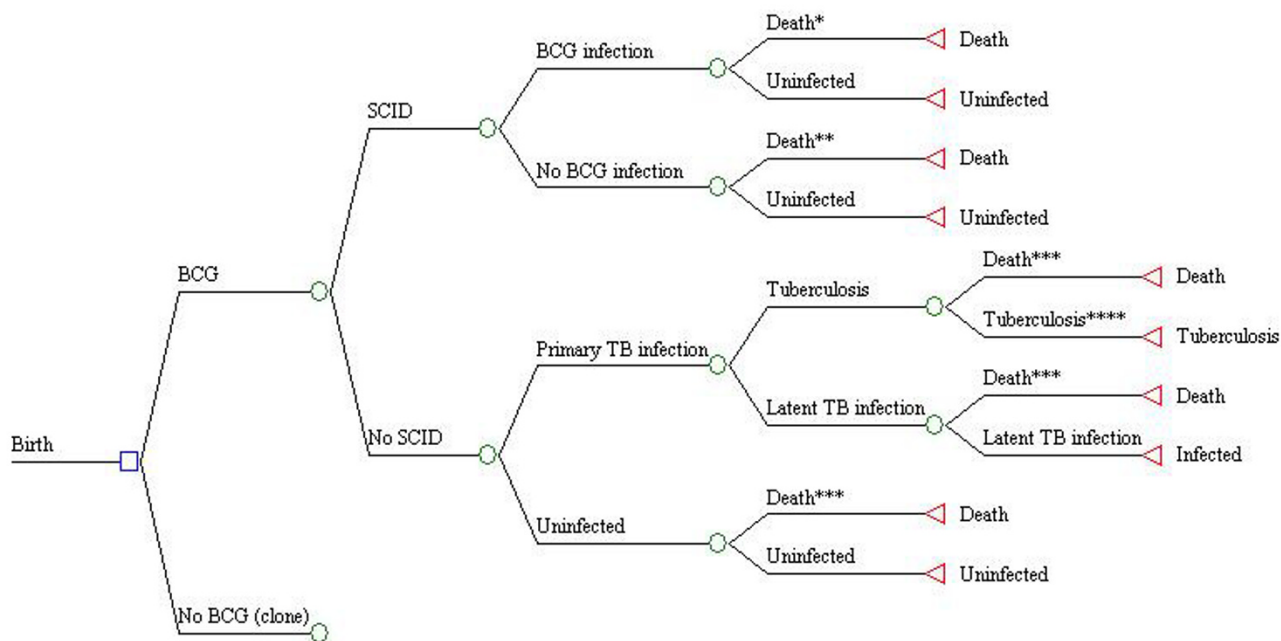 Death*
Death
BCG infection
Uninfected
Uninfected
SCID
Death**
Death
No BCG infection
Uninfected
Uninfected
Death***
Death
BCG
Tuberculosis
Tuberculosis****
Tuberculosis
Primary TB infection
Death***
Death
Latent TB infection
Birth
No SCID
Latent TB infection
Infected
Death***
Death
Uninfected
Uninfected
Uninfected
No BCG (clone)